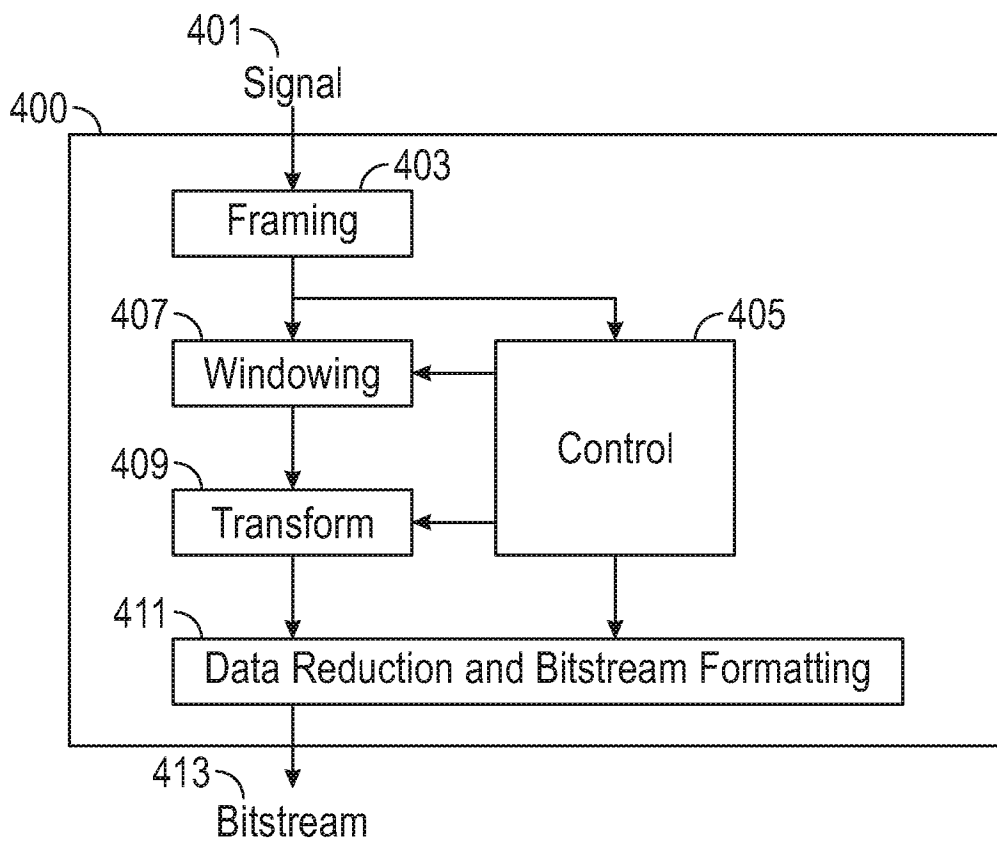 401
Signal
400
403
Framing
407
405
Windowing
Control
409
Transform
411
Data Reduction and Bitstream Formatting
413
Bitstream